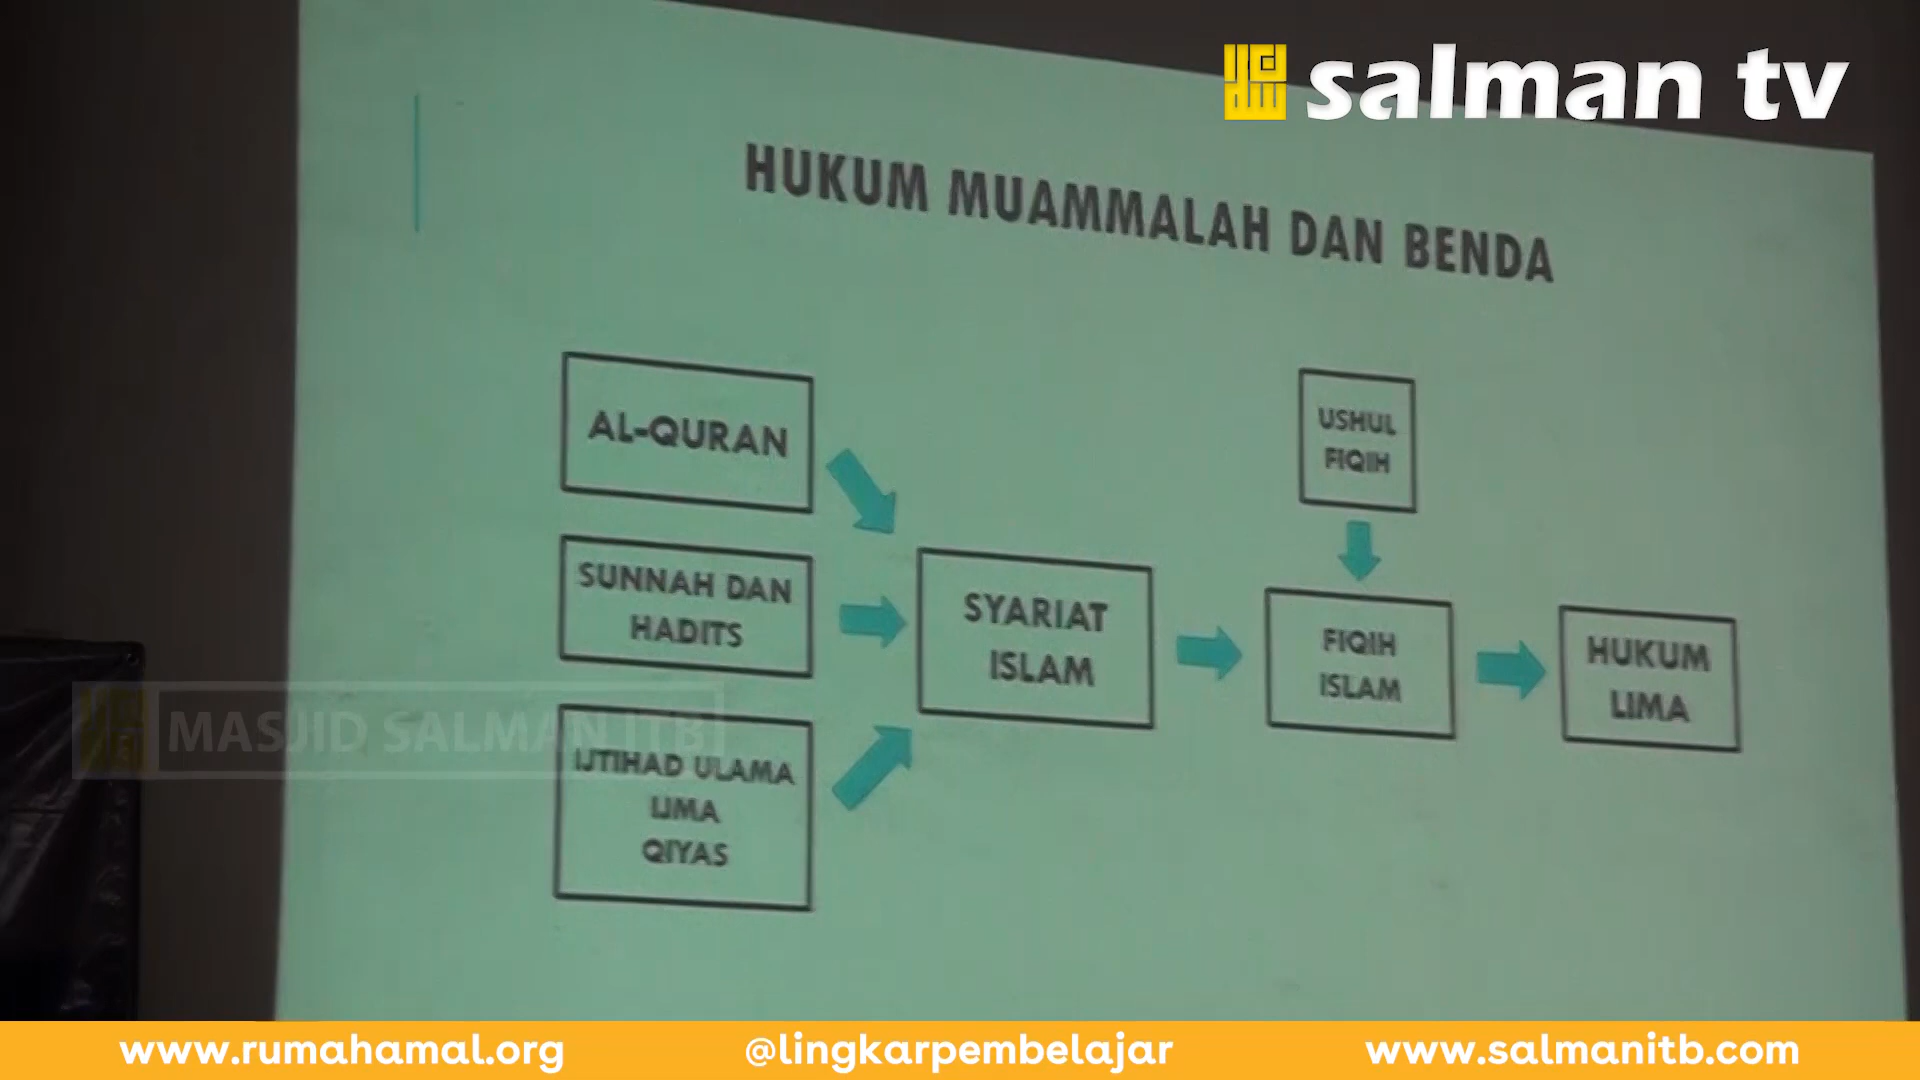 salman tv
HUKUM MUAMMALAH DAN BENDA
AL-QURAN
SUNNAH DAN
HADITS
IJTIHAD ULAMA
IJMA
QIYAS
SYARIAT
ISLAM
USHUL
FIQIH
FIQIH
ISLAM
HUKUM
LIMA
MASJID SALMAN ITB
www.rumahamal.org
@lingkarpembelajar
www.salmanitb.com